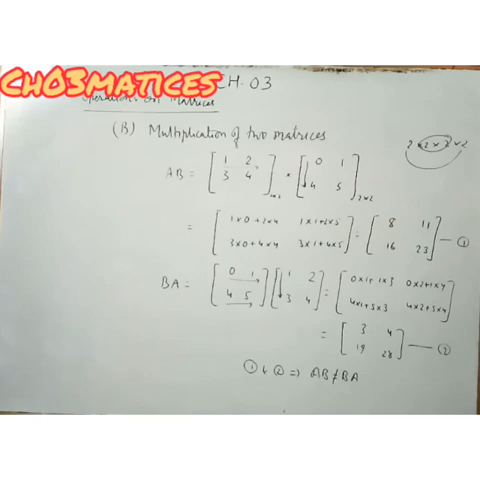 Ch03matices
CH. 03
Operations on Matrices
(B) Multiplication of two matrices
2 × 2 × 2 × 2
AB = [ 1 2 ; 3 4 ]2×2 × [ 0 1 ; 4 5 ]2×2
= [ 1×0+2×4 1×1+2×5 ; 3×0+4×4 3×1+4×5 ] = [ 8 11 ; 16 23 ] — ①
BA = [ 0 1 ; 4 5 ] [ 1 2 ; 3 4 ] = [ 0×1+1×3 0×2+1×4 ; 4×1+5×3 4×2+5×4 ]
= [ 3 4 ; 19 28 ] — ②
① & ② ⇒ AB ≠ BA